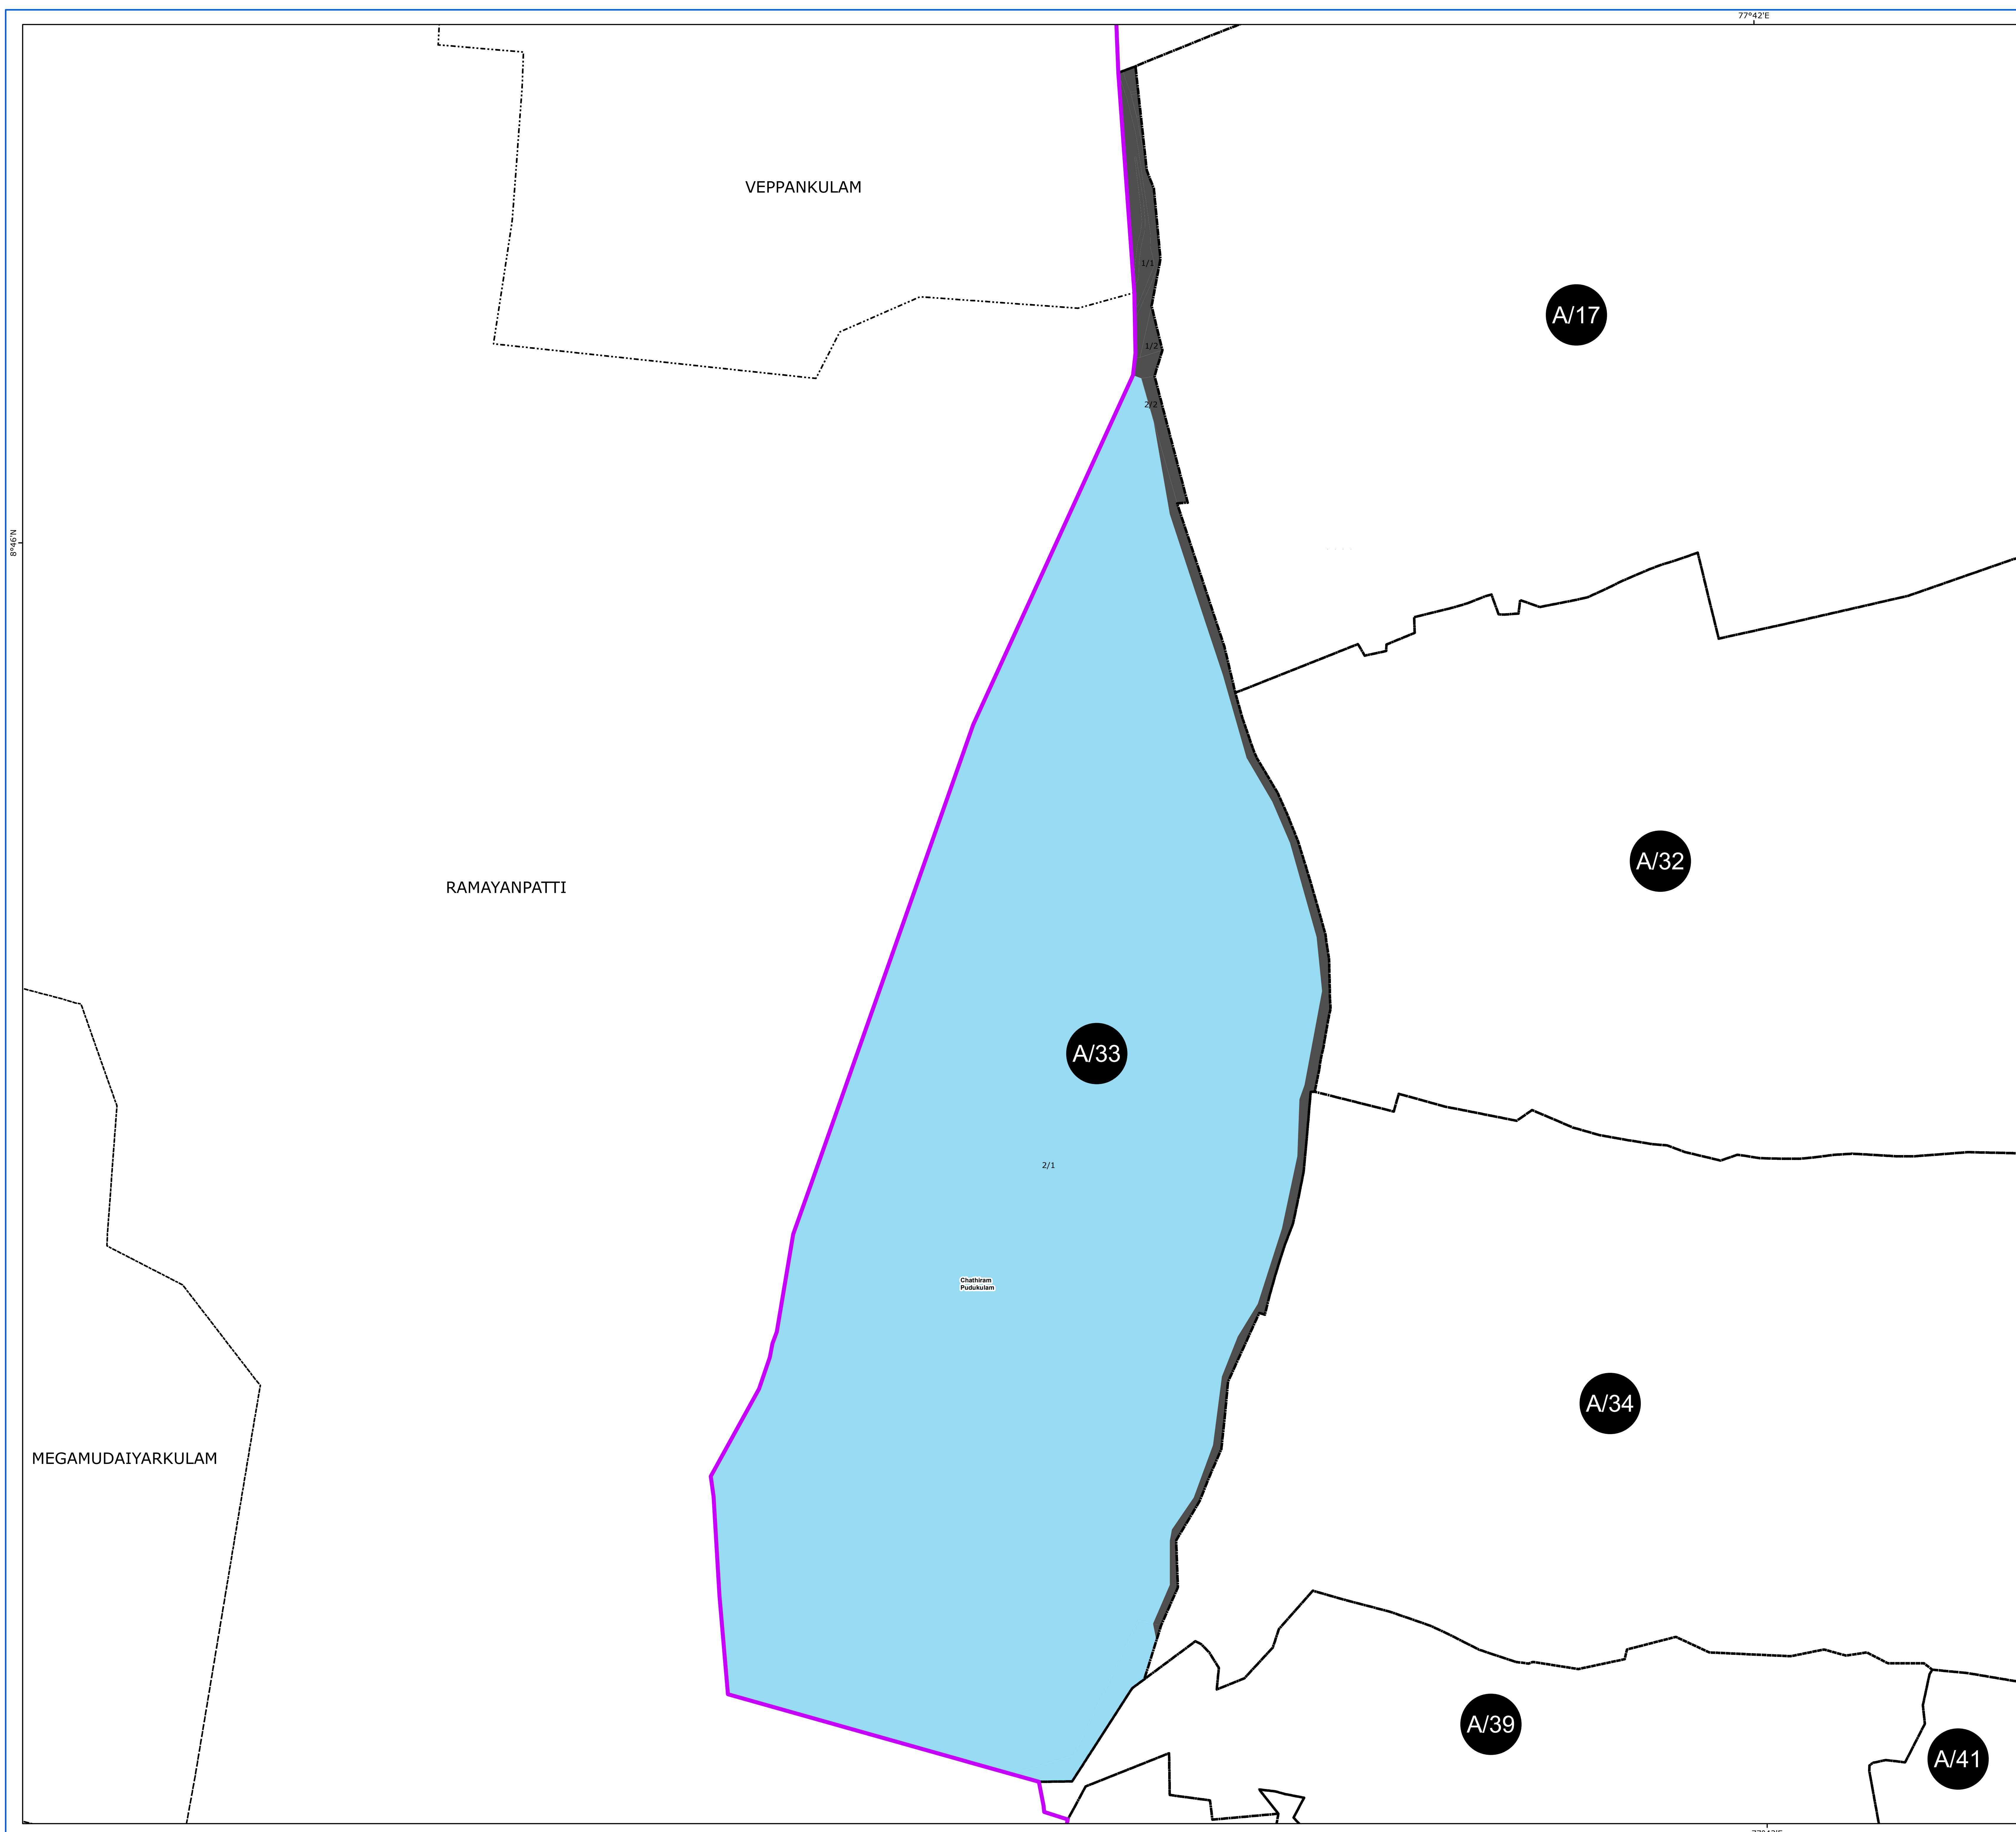 77°42'E
VEPPANKULAM
1/1
A/17
1/2
2/2
8°46'N
A/32
RAMAYANPATTI
A/33
2/1
Chathiram
Pudukulam
A/34
MEGAMUDAIYARKULAM
A/39
A/41